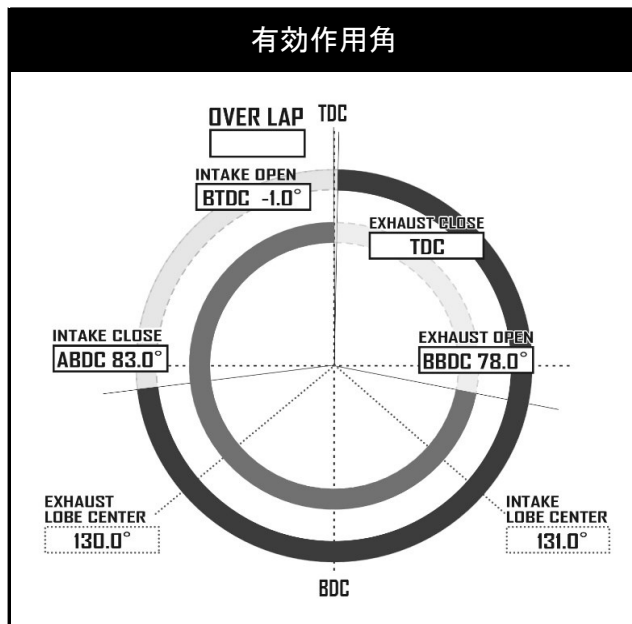 有効作用角
OVER LAP
TDC
INTAKE OPEN
BTDC -1.0°
EXHAUST CLOSE
TDC
INTAKE CLOSE
ABDC 83.0°
EXHAUST OPEN
BBDC 78.0°
EXHAUST
LOBE CENTER
130.0°
INTAKE
LOBE CENTER
131.0°
BDC